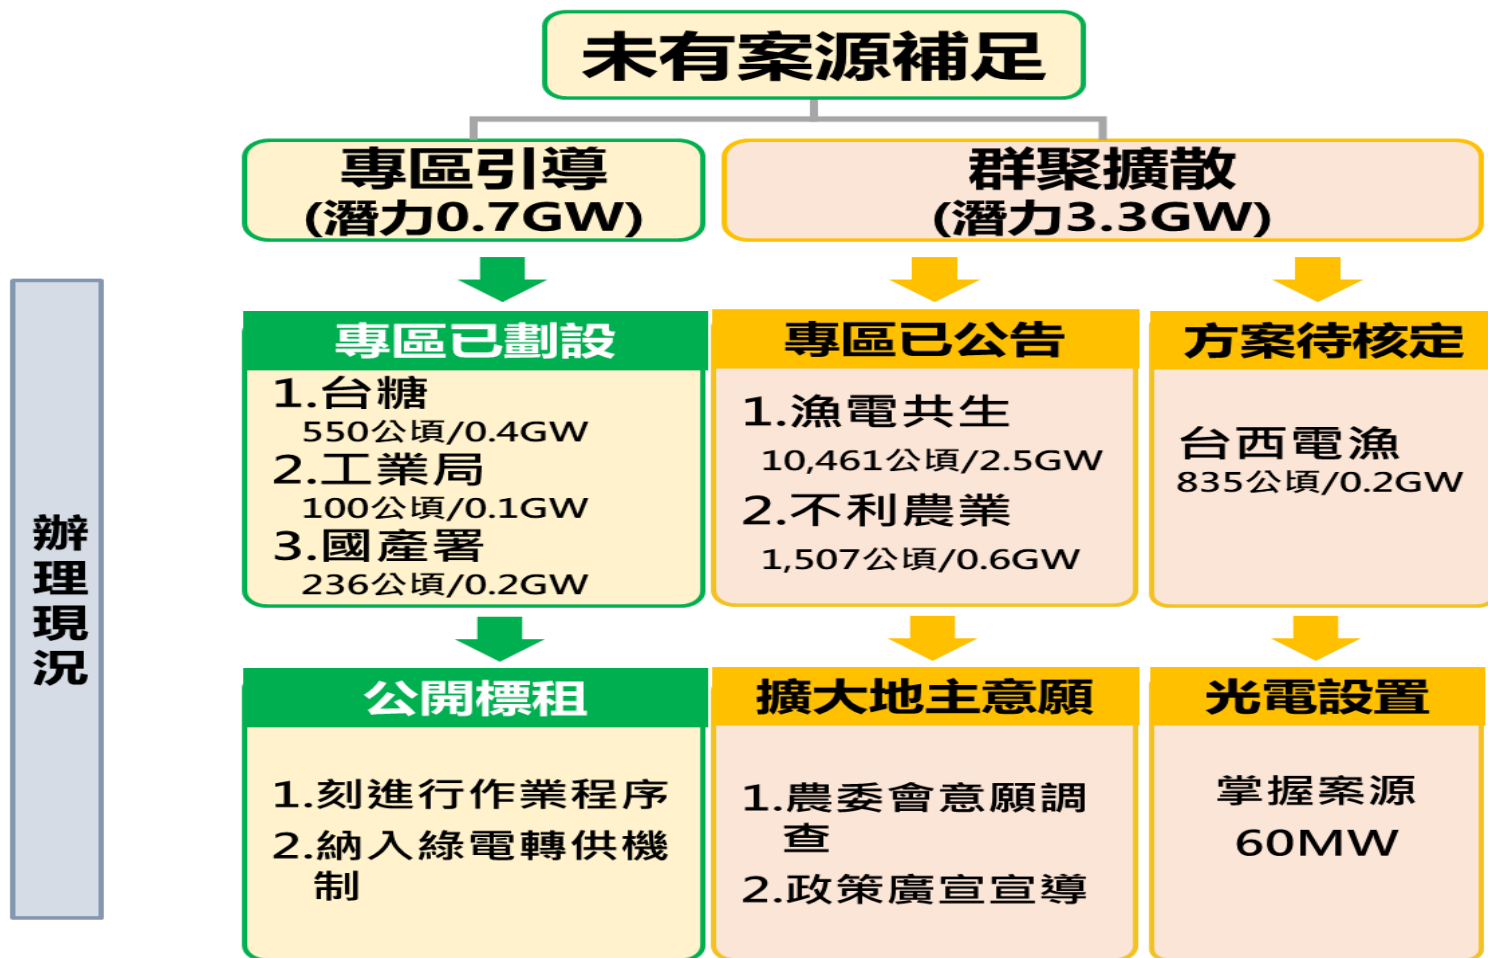 未有案源補足
專區引導
(潛力0.7GW)
群聚擴散
(潛力3.3GW)
辦理現況
專區已劃設
1.台糖
550公頃/0.4GW
2.工業局
100公頃/0.1GW
3.國產署
236公頃/0.2GW
專區已公告
1.漁電共生
10,461公頃/2.5GW
2.不利農業
1,507公頃/0.6GW
方案待核定
台西電漁
835公頃/0.2GW
公開標租
1.刻進行作業程序
2.納入綠電轉供機
制
擴大地主意願
1.農委會意願調
查
2.政策廣宣宣導
光電設置
掌握案源
60MW